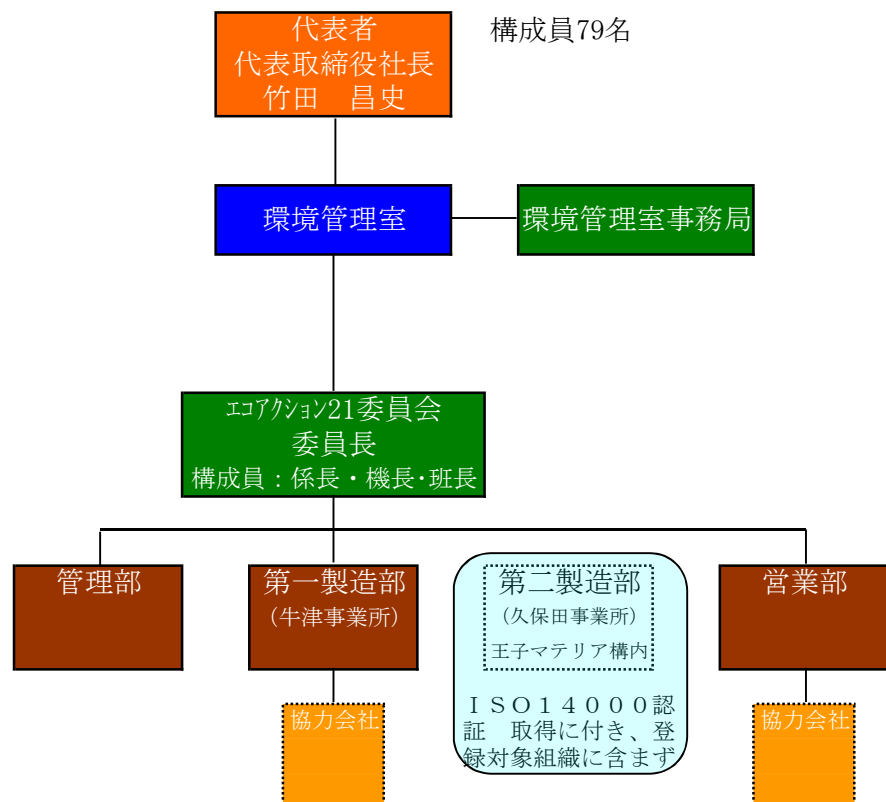 代表者
代表取締役社長
竹田　昌史
構成員79名
環境管理室
環境管理室事務局
ｴｺｱｸｼｮﾝ21委員会
委員長
構成員：係長・機長・班長
管理部
第一製造部
（牛津事業所）
第二製造部
（久保田事業所）
王子マテリア構内
営業部
ＩＳＯ１４０００認
証　取得に付き、登
録対象組織に含まず
協力会社
協力会社